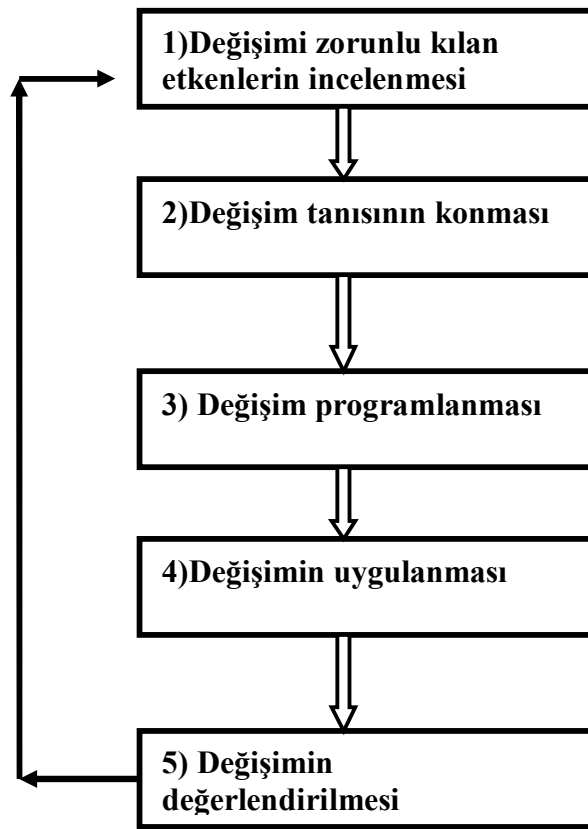 1)Değişimi zorunlu kılan
etkenlerin incelenmesi
2)Değişim tanısının konması
3) Değişim programlanması
4)Değişimin uygulanması
5) Değişimin
değerlendirilmesi